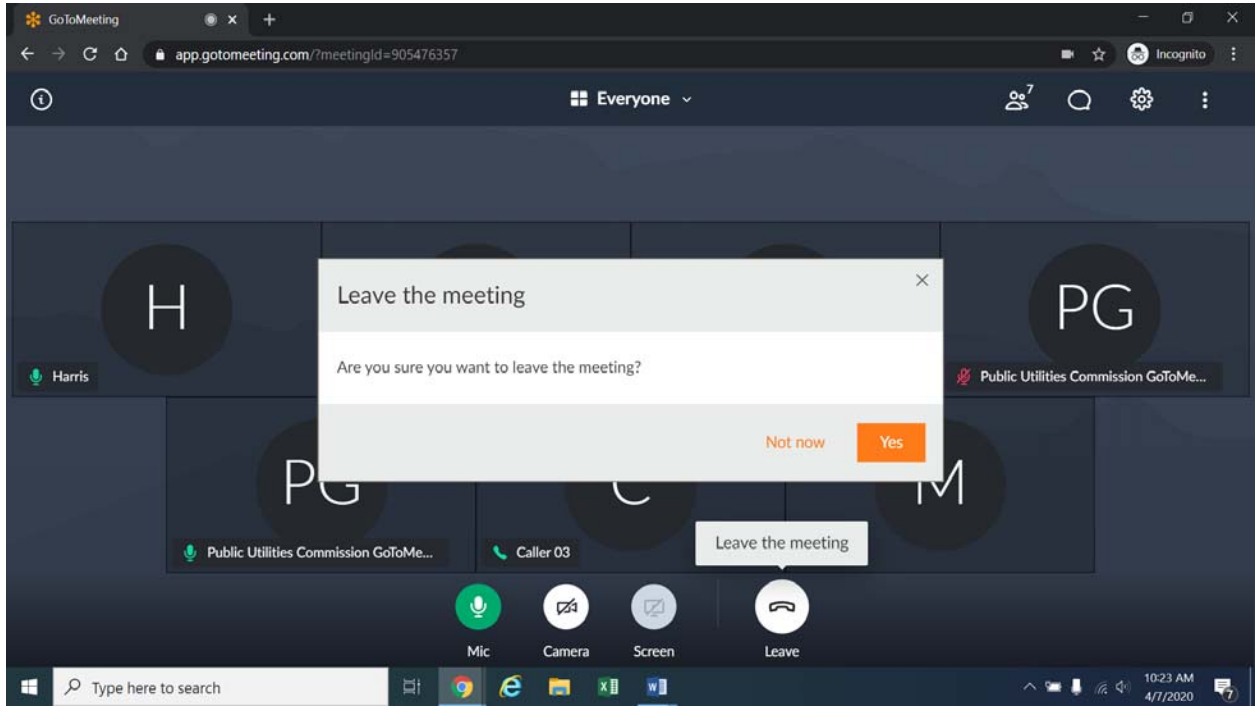 GoToMeeting
app.gotomeeting.com/?meetingId=905476357
Incognito
Everyone
7
H
PG
Harris
Public Utilities Commission GoToMe...
Leave the meeting
Are you sure you want to leave the meeting?
Not now
Yes
PG
C
M
Public Utilities Commission GoToMe...
Caller 03
Leave the meeting
Mic
Camera
Screen
Leave
Type here to search
10:23 AM
4/7/2020
7